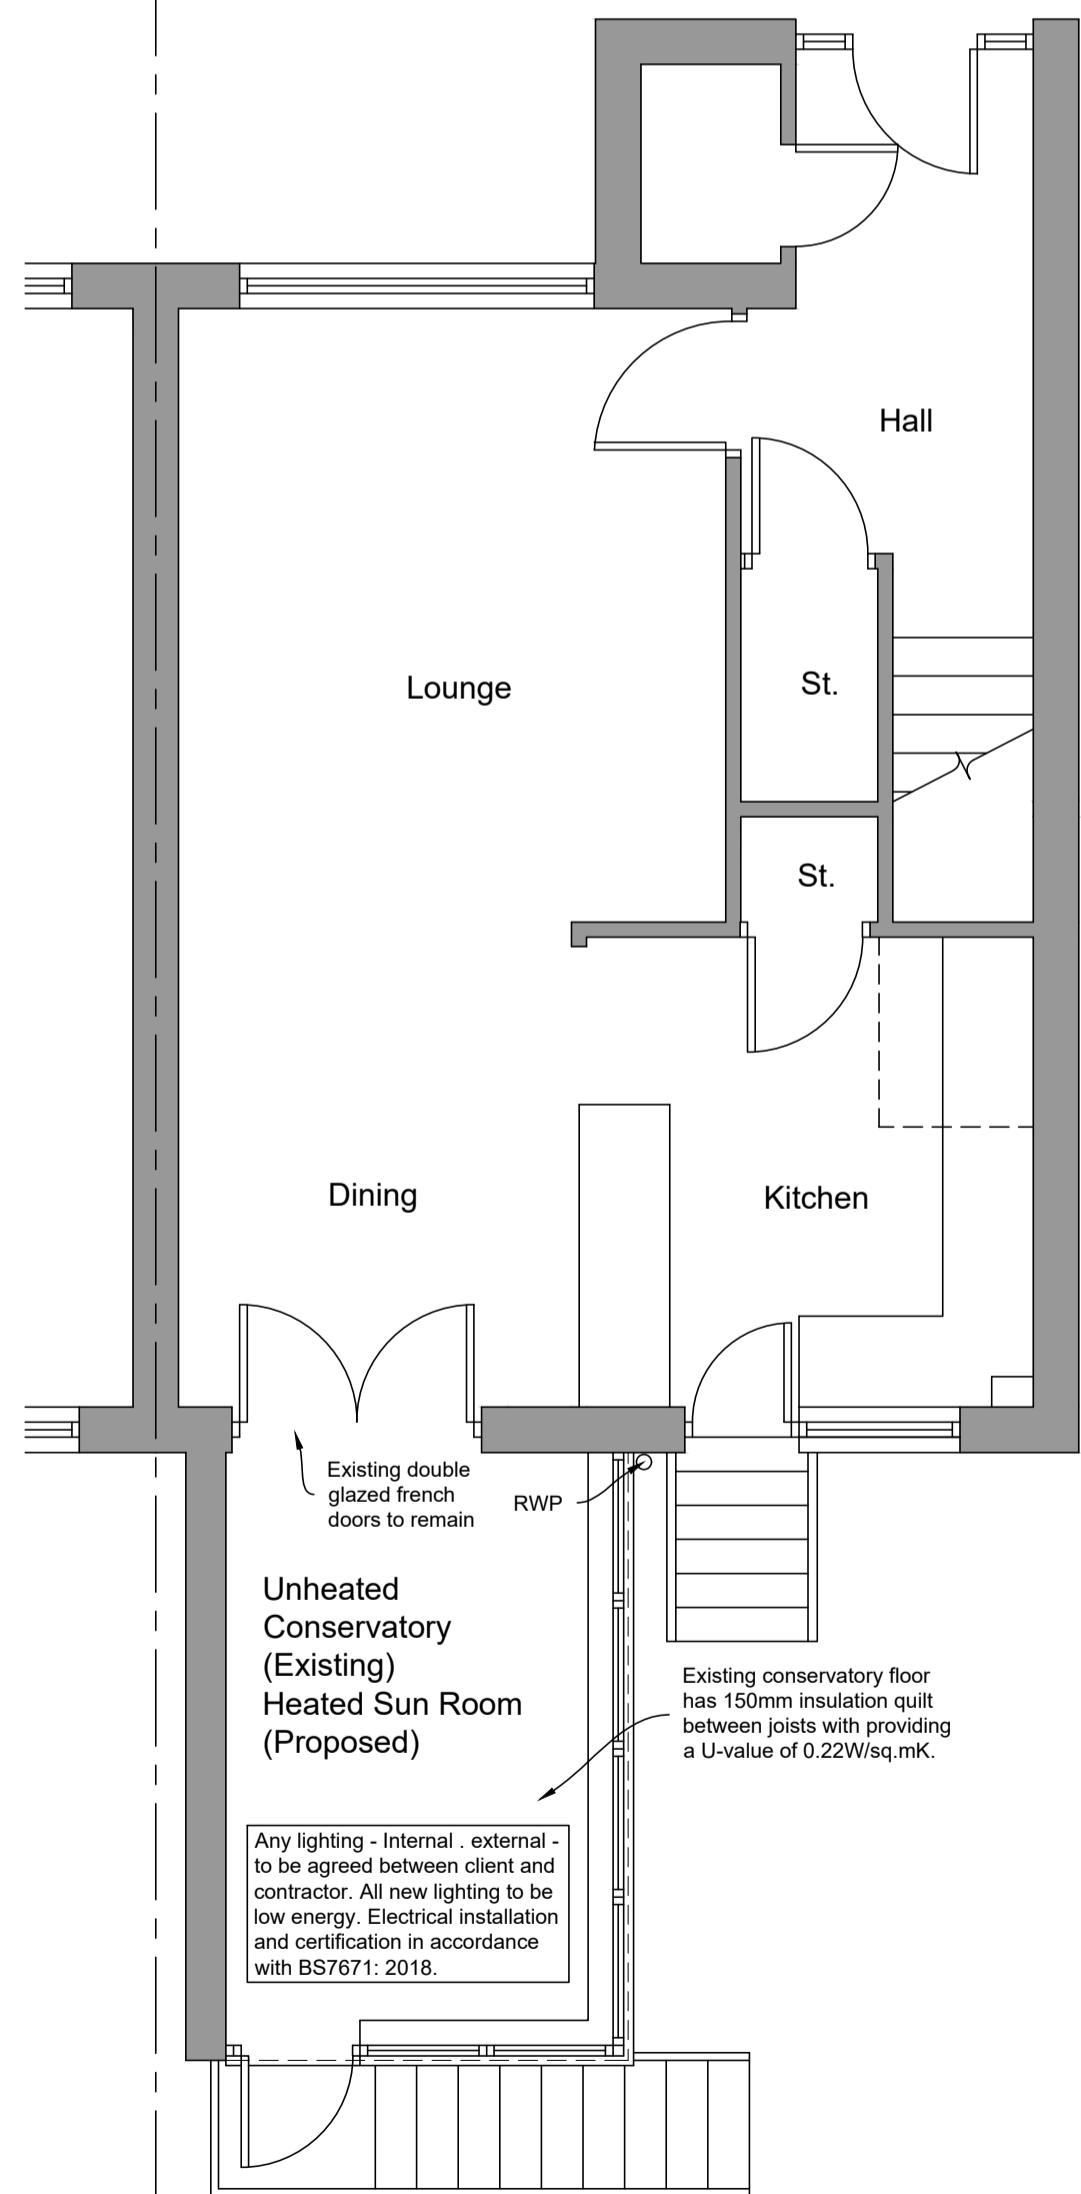 Hall
Lounge
St.
St.
Dining
Kitchen
Existing double
glazed french
doors to remain
RWP
Unheated
Conservatory
(Existing)
Heated Sun Room
(Proposed)
Existing conservatory floor
has 150mm insulation quilt
between joists with providing
a U-value of 0.22W/sq.mK.
Any lighting - Internal . external -
to be agreed between client and
contractor. All new lighting to be
low energy. Electrical installation
and certification in accordance
with BS7671: 2018.